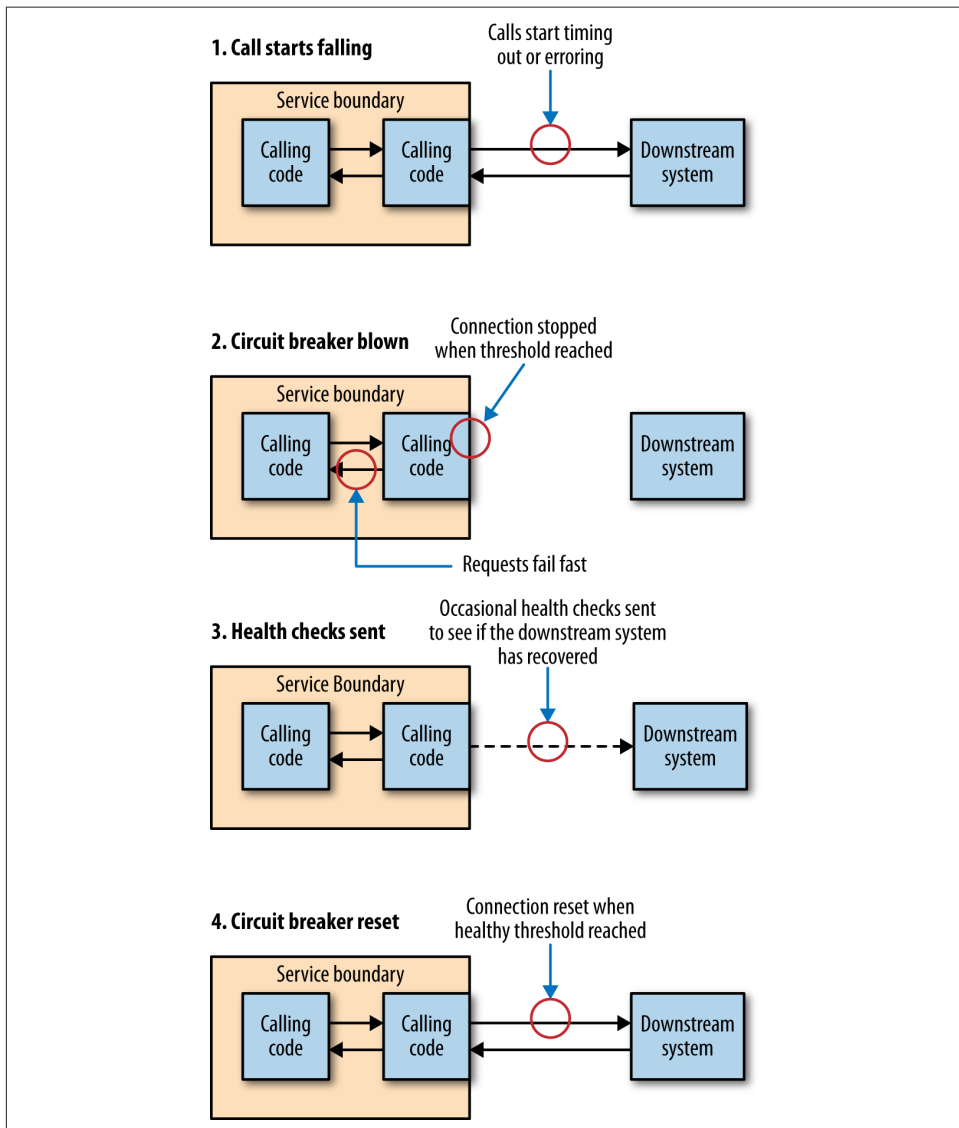 1. Call starts falling
Calls start timing
out or erroring
Service boundary
Calling
code
Calling
code
Downstream
system
2. Circuit breaker blown
Connection stopped
when threshold reached
Service boundary
Calling
code
Calling
code
Downstream
system
Requests fail fast
3. Health checks sent
Occasional health checks sent
to see if the downstream system
has recovered
Service Boundary
Calling
code
Calling
code
Downstream
system
4. Circuit breaker reset
Connection reset when
healthy threshold reached
Service boundary
Calling
code
Calling
code
Downstream
system